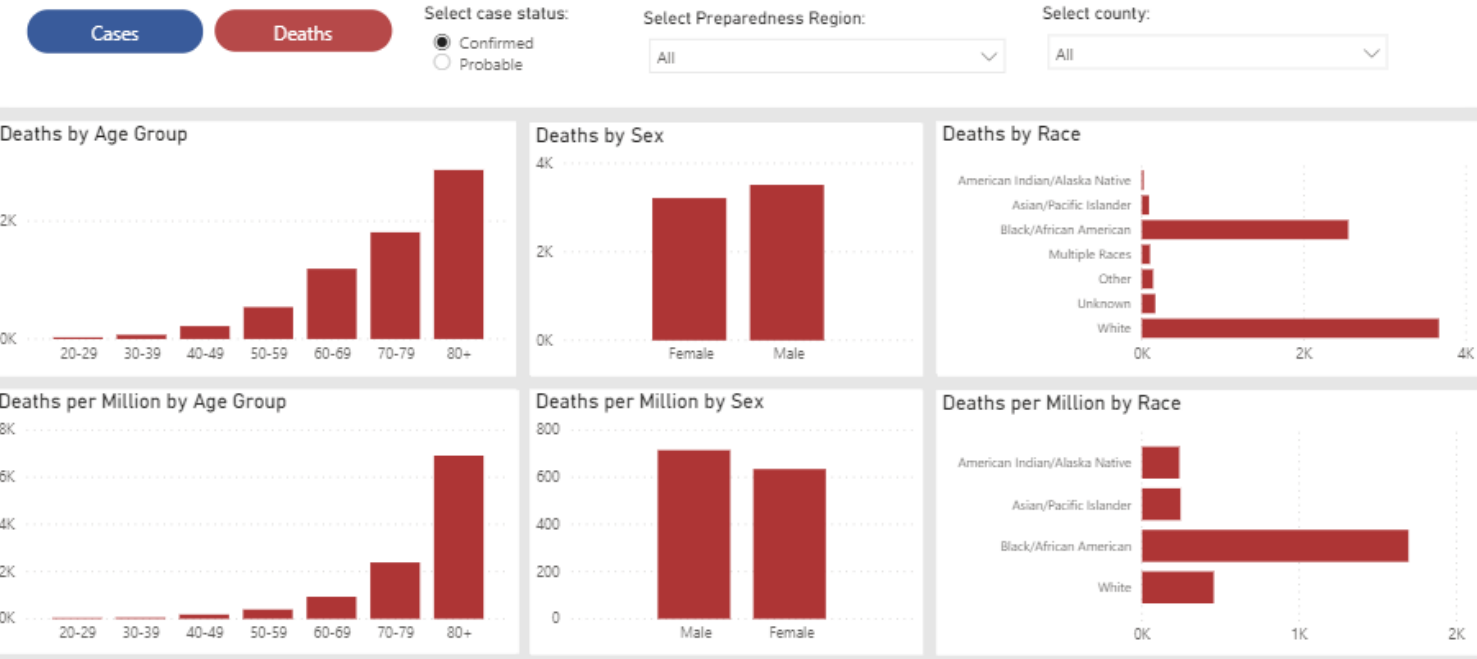 Cases
Deaths
Select case status:
Confirmed
Probable
Select Preparedness Region:
All
Select county:
All
Deaths by Age Group
2K
0K
20-29 30-39 40-49 50-59 60-69 70-79 80+
Deaths by Sex
4K
2K
0K
Female Male
Deaths by Race
American Indian/Alaska Native
Asian/Pacific Islander
Black/African American
Multiple Races
Other
Unknown
White
0K 2K 4K
Deaths per Million by Age Group
8K
6K
4K
2K
0K
20-29 30-39 40-49 50-59 60-69 70-79 80+
Deaths per Million by Sex
800
600
400
200
0
Male Female
Deaths per Million by Race
American Indian/Alaska Native
Asian/Pacific Islander
Black/African American
White
0K 1K 2K